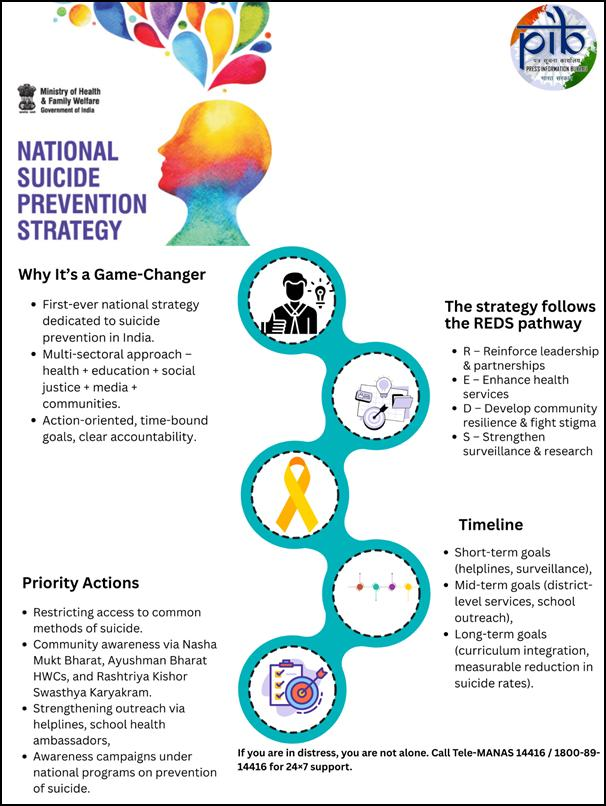 pib
पत्र सूचना कार्यालय
PRESS INFORMATION BUREAU
भारत सरकार
Ministry of Health
& Family Welfare
Government of India
NATIONAL
SUICIDE
PREVENTION
STRATEGY
Why It's a Game-Changer
• First-ever national strategy
dedicated to suicide
prevention in India.
• Multi-sectoral approach –
health + education + social
justice + media +
communities.
• Action-oriented, time-bound
goals, clear accountability.
The strategy follows
the REDS pathway
• R – Reinforce leadership
& partnerships
• E – Enhance health
services
• D – Develop community
resilience & fight stigma
• S – Strengthen
surveillance & research
Timeline
• Short-term goals
(helplines, surveillance),
• Mid-term goals (district-
level services, school
outreach),
• Long-term goals
(curriculum integration,
measurable reduction in
suicide rates).
Priority Actions
• Restricting access to common
methods of suicide.
• Community awareness via Nasha
Mukt Bharat, Ayushman Bharat
HWCs, and Rashtriya Kishor
Swasthya Karyakram.
• Strengthening outreach via
helplines, school health
ambassadors,
• Awareness campaigns under
national programs on prevention
of suicide.
If you are in distress, you are not alone. Call Tele-MANAS 14416 / 1800-89-
14416 for 24×7 support.